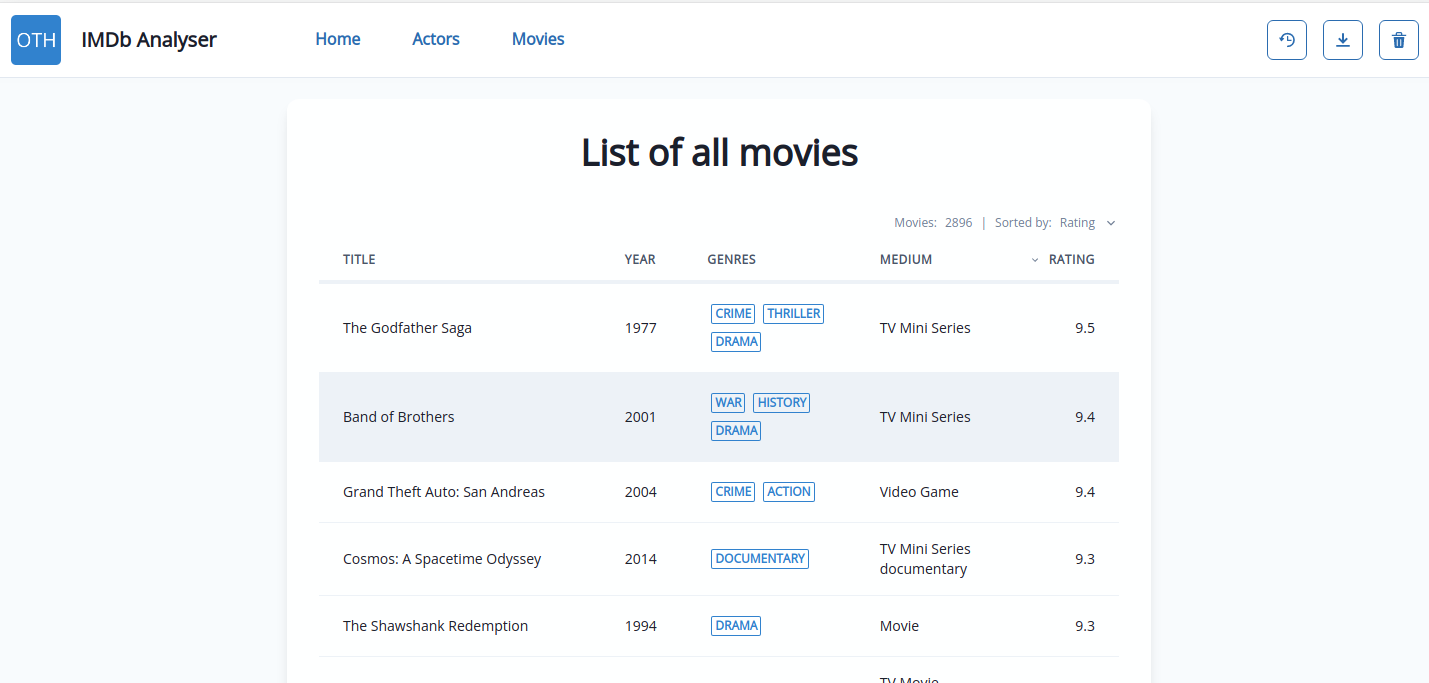 OTH IMDb Analyser Home Actors Movies
List of all movies
Movies: 2896 | Sorted by: Rating
TITLE YEAR GENRES MEDIUM RATING
The Godfather Saga 1977 CRIME THRILLER DRAMA TV Mini Series 9.5
Band of Brothers 2001 WAR HISTORY DRAMA TV Mini Series 9.4
Grand Theft Auto: San Andreas 2004 CRIME ACTION Video Game 9.4
Cosmos: A Spacetime Odyssey 2014 DOCUMENTARY TV Mini Series documentary 9.3
The Shawshank Redemption 1994 DRAMA Movie 9.3
TV Movie